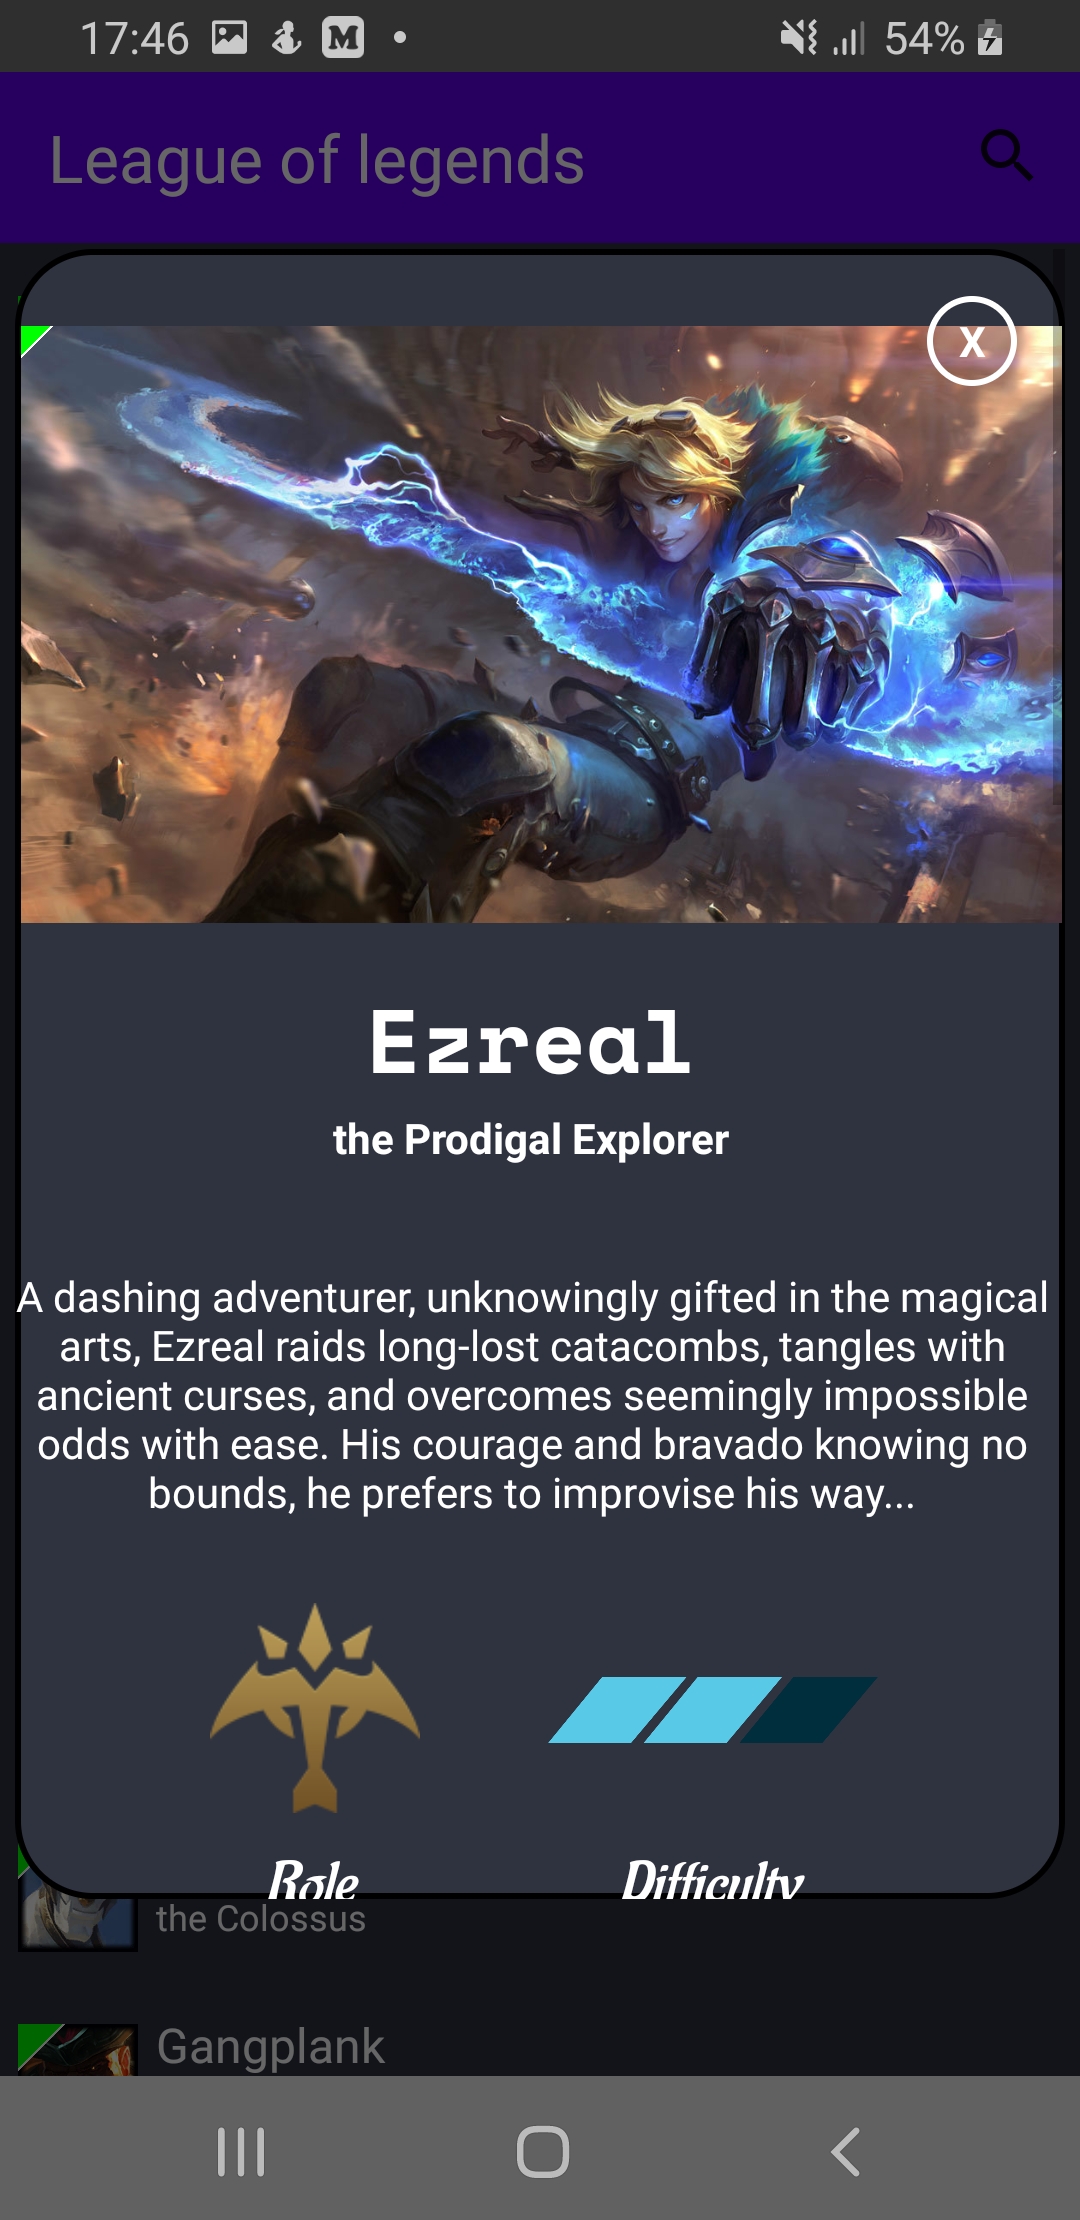 17:46
M
54%
League of legends
X
Ezreal
the Prodigal Explorer
A dashing adventurer, unknowingly gifted in the magical
arts, Ezreal raids long-lost catacombs, tangles with
ancient curses, and overcomes seemingly impossible
odds with ease. His courage and bravado knowing no
bounds, he prefers to improvise his way...
Role
Difficulty
the Colossus
Gangplank